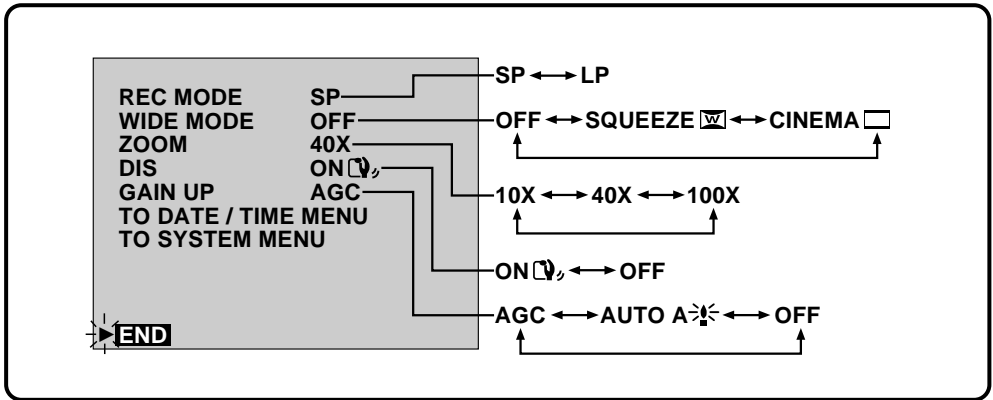 REC MODE SP
WIDE MODE OFF
ZOOM 40X
DIS ON
GAIN UP AGC
TO DATE / TIME MENU
TO SYSTEM MENU
END
SP LP
OFF SQUEEZE W CINEMA
10X 40X 100X
ON OFF
AGC AUTO A OFF